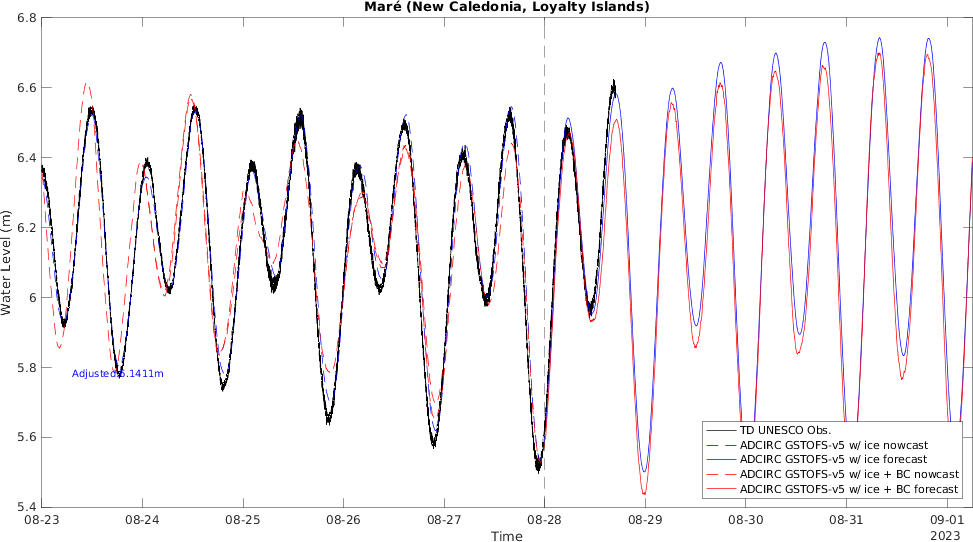 Maré (New Caledonia, Loyalty Islands)
6.8
6.6
6.4
6.2
6
5.8
5.6
5.4
Water Level (m)
Adjusted 6.1411m
TD UNESCO Obs.
ADCIRC GSTOFS-v5 w/ ice nowcast
ADCIRC GSTOFS-v5 w/ ice forecast
ADCIRC GSTOFS-v5 w/ ice + BC nowcast
ADCIRC GSTOFS-v5 w/ ice + BC forecast
08-23 08-24 08-25 08-26 08-27 08-28 08-29 08-30 08-31 09-01
Time
2023